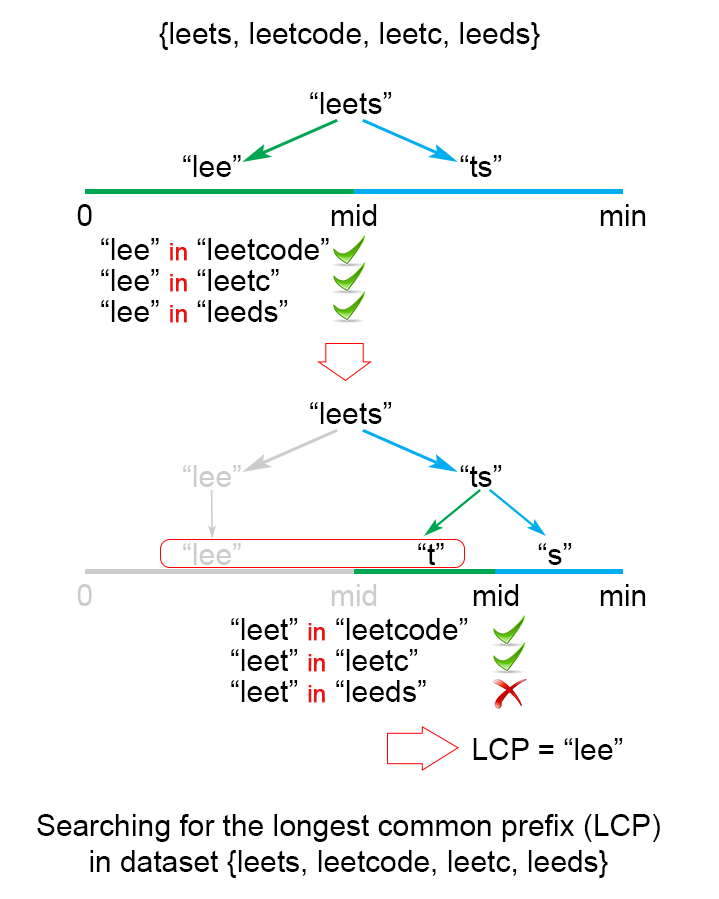 {leets, leetcode, leetc, leeds}
“leets”
“lee” “ts”
0 mid min
“lee” in “leetcode”
“lee” in “leetc”
“lee” in “leeds”
“leets”
“lee” “ts”
“lee” “t” “s”
0 mid mid min
“leet” in “leetcode”
“leet” in “leetc”
“leet” in “leeds”
LCP = “lee”
Searching for the longest common prefix (LCP)
in dataset {leets, leetcode, leetc, leeds}